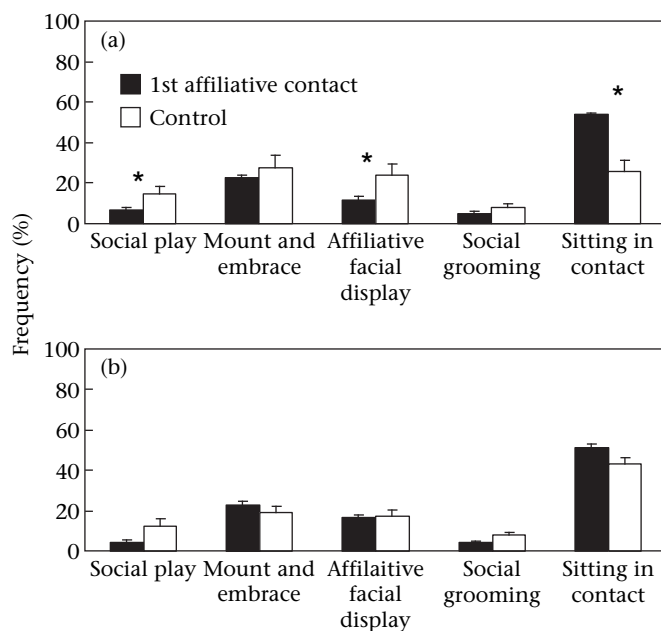 100
(a)
1st affiliative contact
80
Control
60
*
40
*
*
20
0
Social play
Mount and
embrace
Affiliative
facial
display
Social
grooming
Sitting in
contact
Frequency (%)
100
(b)
80
60
40
20
0
Social play
Mount and
embrace
Affilaitive
facial
display
Social
grooming
Sitting in
contact